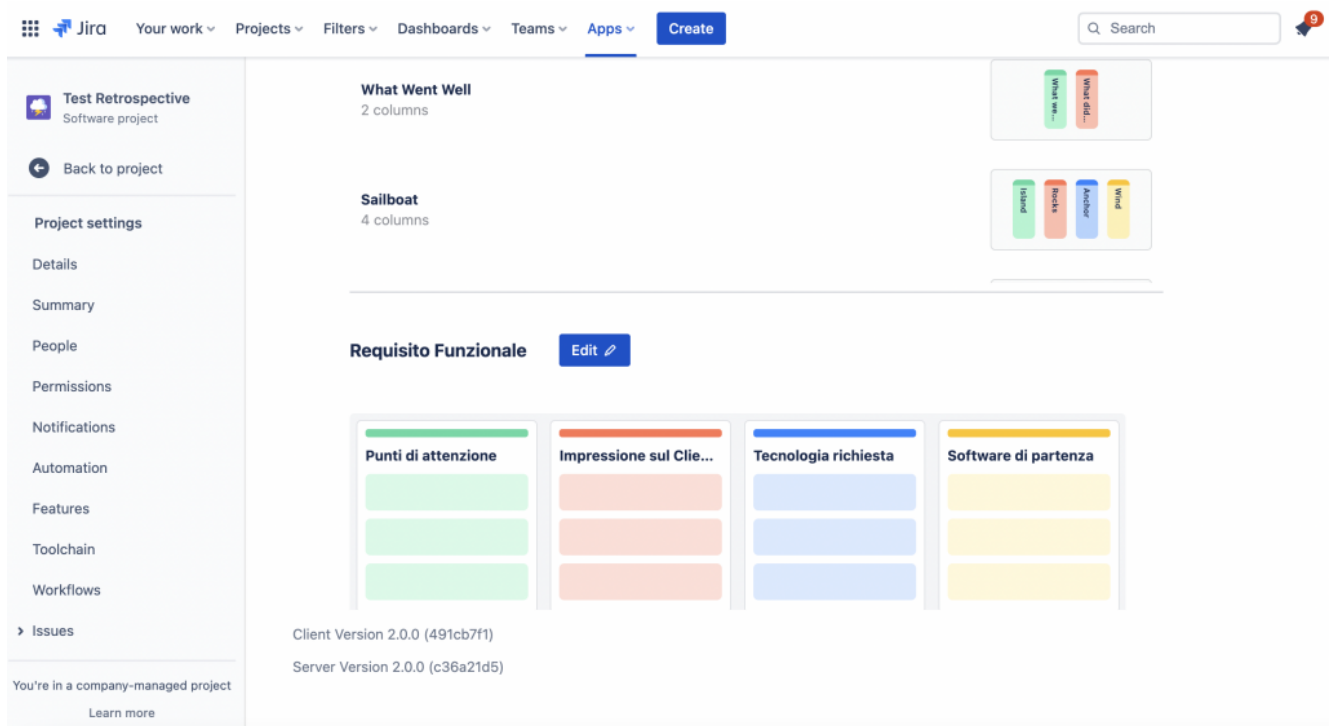 Jira
Your work
Projects
Filters
Dashboards
Teams
Apps
Create
Search
9
Test Retrospective
Software project
Back to project
Project settings
Details
Summary
People
Permissions
Notifications
Automation
Features
Toolchain
Workflows
Issues
You're in a company-managed project
Learn more
What Went Well
2 columns
What we...
What did...
Sailboat
4 columns
Island
Rocks
Anchor
Wind
Requisito Funzionale
Edit
Punti di attenzione
Impressione sul Clie...
Tecnologia richiesta
Software di partenza
Client Version 2.0.0 (491cb7f1)
Server Version 2.0.0 (c36a21d5)